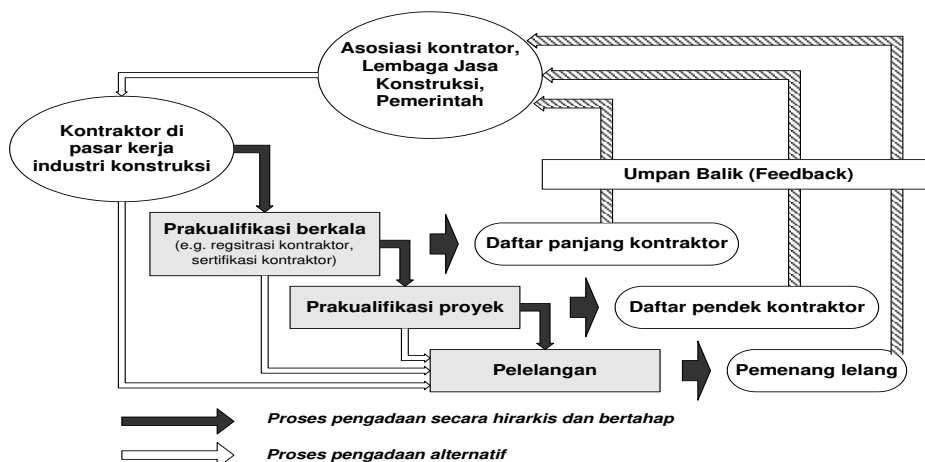 Asosiasi kontrator,
Lembaga Jasa
Konstruksi,
Pemerintah
Kontraktor di
pasar kerja
industri konstruksi
Umpan Balik (Feedback)
Prakualifikasi berkala
(e.g. regsitrasi kontraktor,
sertifikasi kontraktor)
Daftar panjang kontraktor
Prakualifikasi proyek
Daftar pendek kontraktor
Pelelangan
Pemenang lelang
Proses pengadaan secara hirarkis dan bertahap
Proses pengadaan alternatif